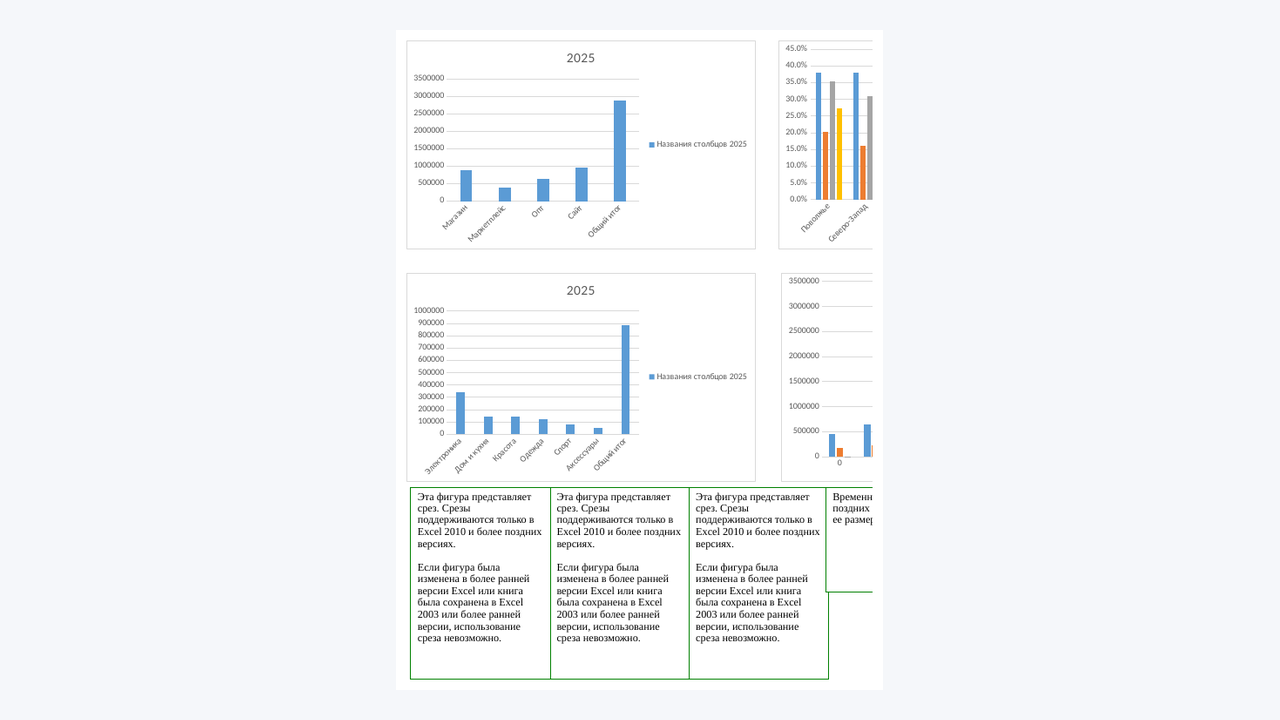 2025
3500000
3000000
2500000
2000000
1500000
1000000
500000
0
Магазин
Маркетплейс
Опт
Сайт
Общий итог
Названия столбцов 2025
45.0%
40.0%
35.0%
30.0%
25.0%
20.0%
15.0%
10.0%
5.0%
0.0%
Поволжье
Северо-Запад
2025
1000000
900000
800000
700000
600000
500000
400000
300000
200000
100000
0
Электроника
Дом и кухня
Красота
Одежда
Спорт
Аксессуары
Общий итог
Названия столбцов 2025
3500000
3000000
2500000
2000000
1500000
1000000
500000
0
0
Эта фигура представляет
срез. Срезы
поддерживаются только в
Excel 2010 и более поздних
версиях.
Если фигура была
изменена в более ранней
версии Excel или книга
была сохранена в Excel
2003 или более ранней
версии, использование
среза невозможно.
Эта фигура представляет
срез. Срезы
поддерживаются только в
Excel 2010 и более поздних
версиях.
Если фигура была
изменена в более ранней
версии Excel или книга
была сохранена в Excel
2003 или более ранней
версии, использование
среза невозможно.
Эта фигура представляет
срез. Срезы
поддерживаются только в
Excel 2010 и более поздних
версиях.
Если фигура была
изменена в более ранней
версии Excel или книга
была сохранена в Excel
2003 или более ранней
версии, использование
среза невозможно.
Временн
поздних
ее разме